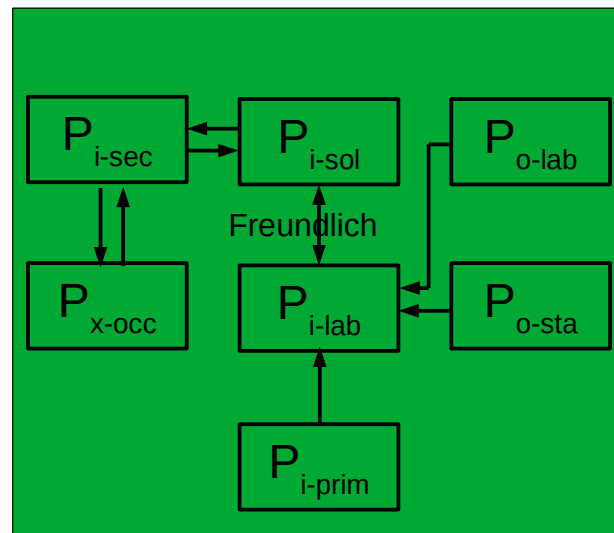 P i-sec
P i-sol
P o-lab
Freundlich
P x-occ
P i-lab
P o-sta
P i-prim